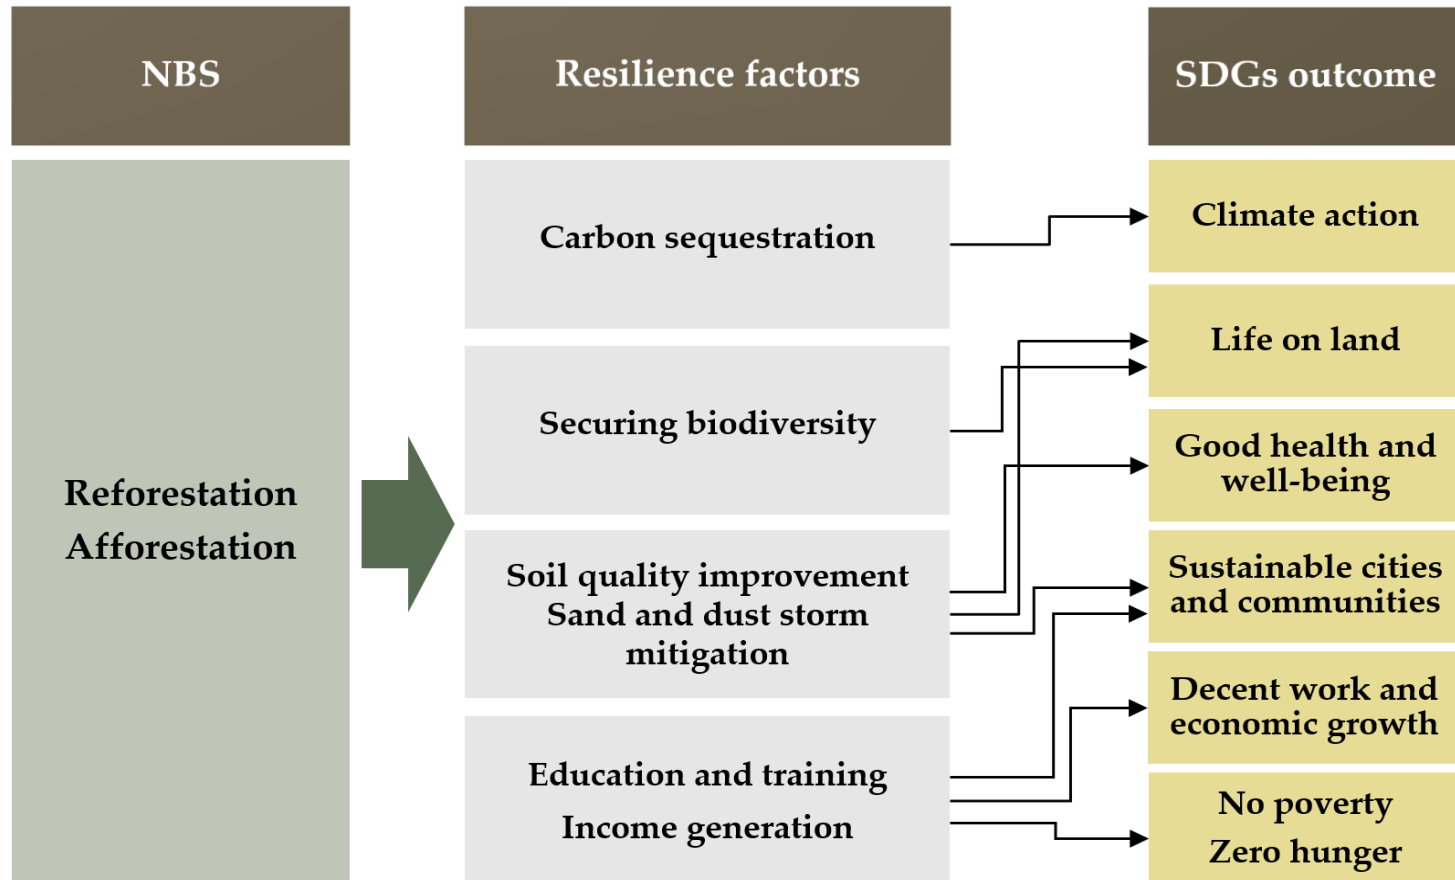 NBS
Resilience factors
SDGs outcome
Reforestation
Afforestation
Carbon sequestration
Securing biodiversity
Soil quality improvement
Sand and dust storm
mitigation
Education and training
Income generation
Climate action
Life on land
Good health and
well-being
Sustainable cities
and communities
Decent work and
economic growth
No poverty
Zero hunger